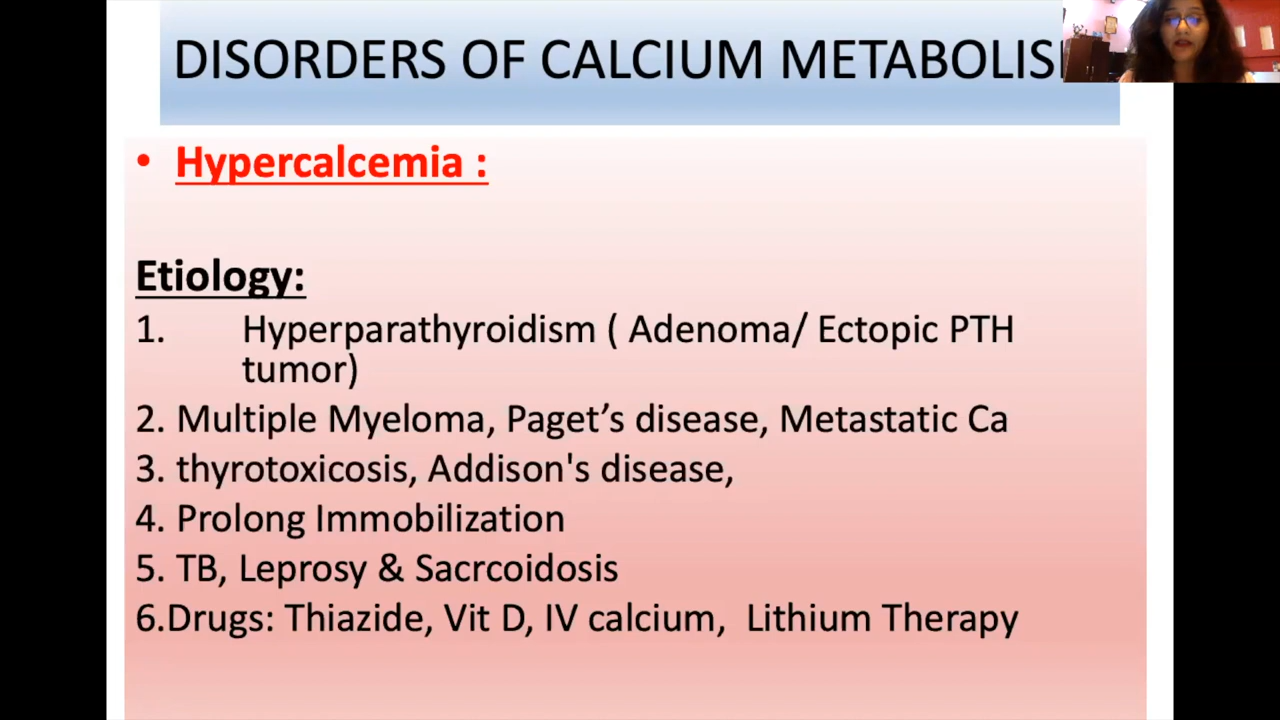 DISORDERS OF CALCIUM METABOLIS
• Hypercalcemia :
Etiology:
1. Hyperparathyroidism ( Adenoma/ Ectopic PTH
tumor)
2. Multiple Myeloma, Paget’s disease, Metastatic Ca
3. thyrotoxicosis, Addison's disease,
4. Prolong Immobilization
5. TB, Leprosy & Sacrcoidosis
6.Drugs: Thiazide, Vit D, IV calcium, Lithium Therapy